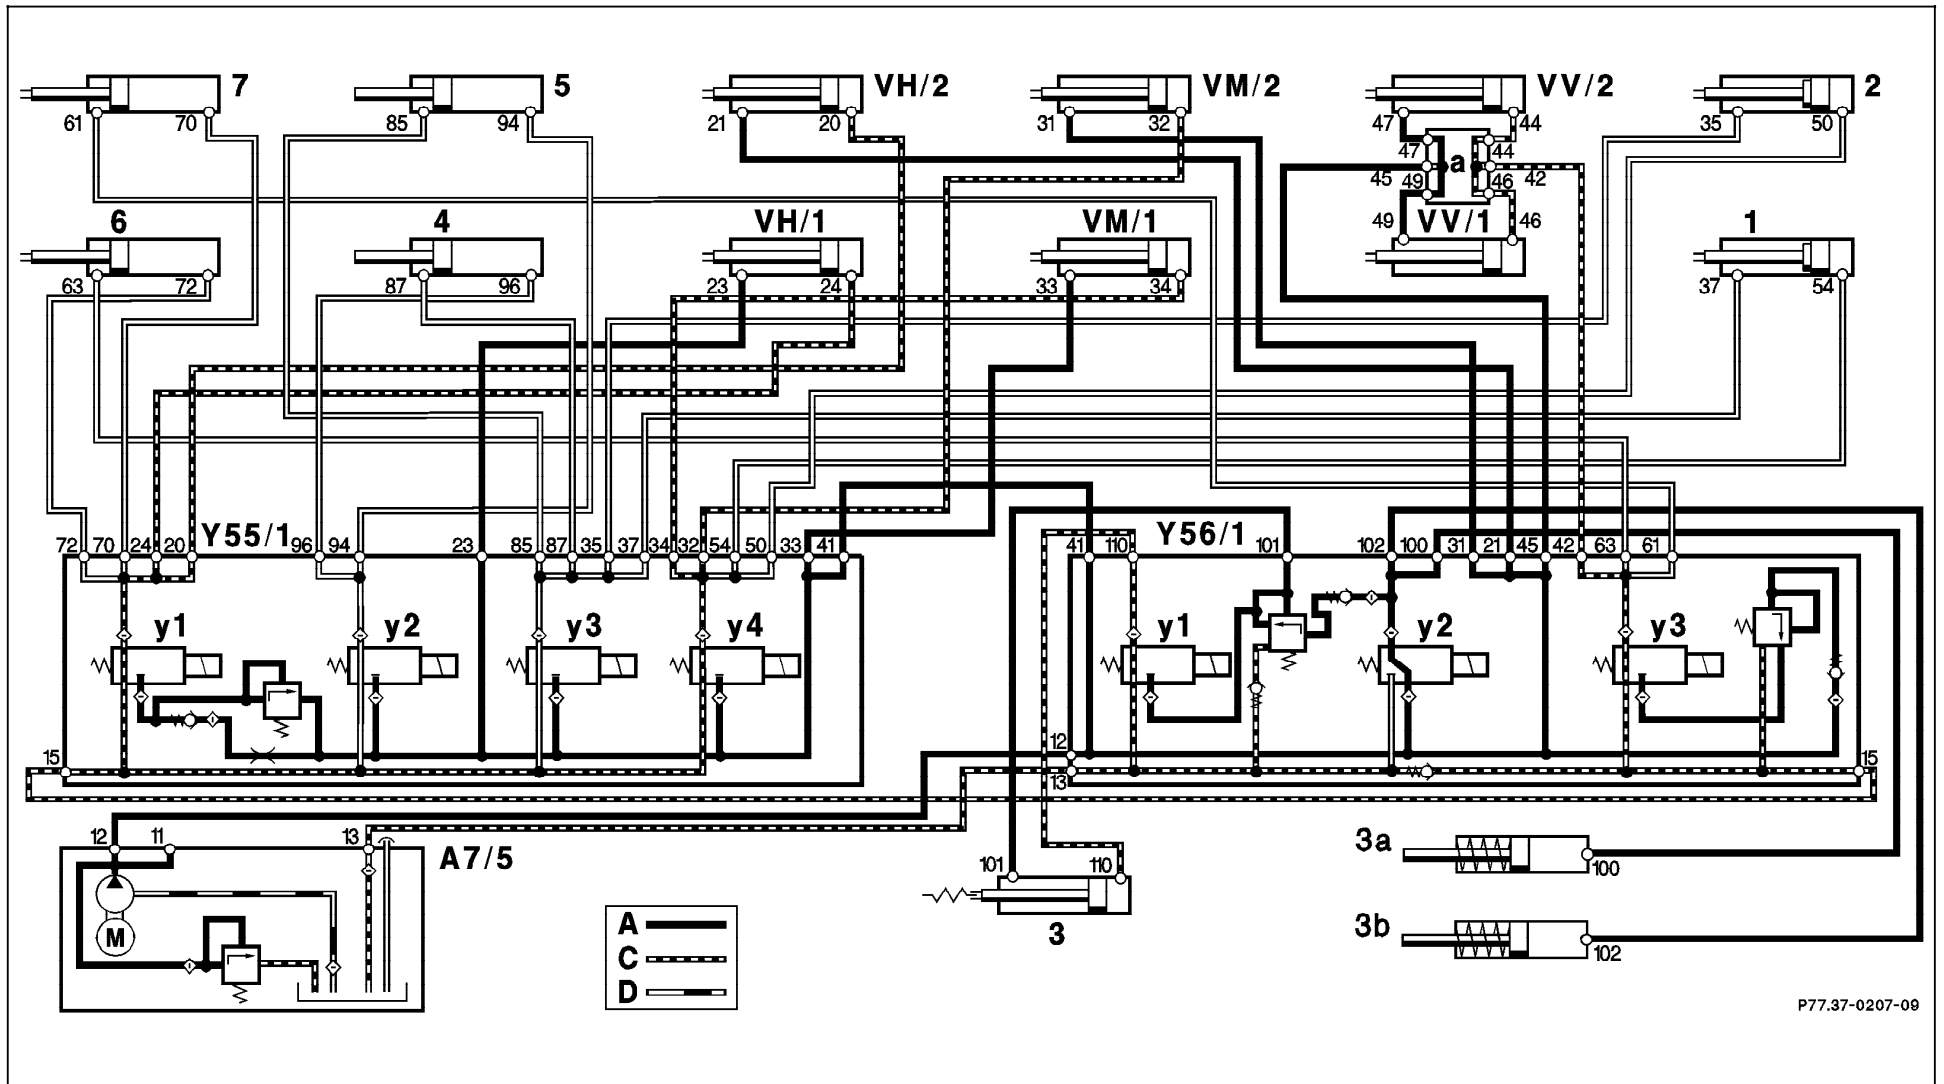 7 5 VH/2 VM/2 VV/2 2
61 70 85 94 21 20 31 32 47 44 35 50
47 44
a
45 49 46 42
6 4 VH/1 VM/1 49 VV/1 46 1
63 72 87 96 23 24 33 34 37 54
72 70 24 20 Y55/1 96 94 23 85 87 35 37 34 32 54 50 33 41 41 110 Y56/1 101 102 100 31 21 45 42 63 61
y1 y2 y3 y4 y1 y2 y3
15 12 15
13
12 11 13 A7/5
3a
101 110 100
M
A
C
D
3
3b
102
P77.37-0207-09